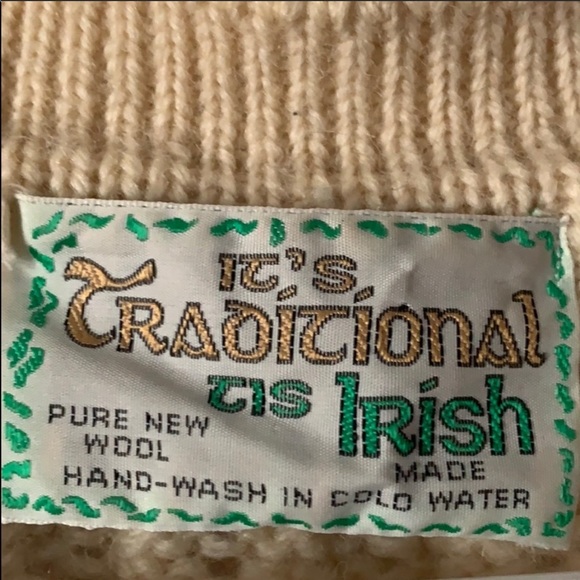 It's
Traditional
tis Irish
PURE NEW
WOOL
MADE
HAND-WASH IN COLD WATER